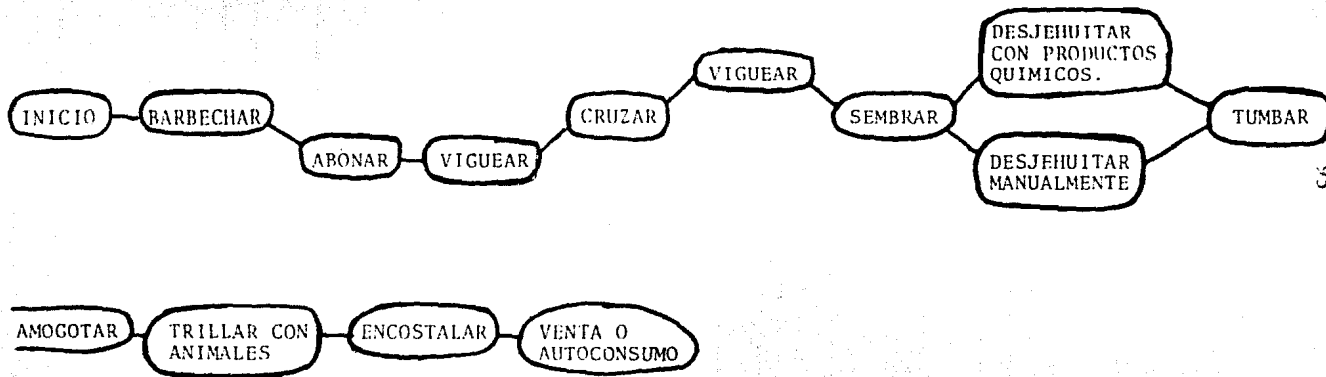 INICIO
BARBECHAR
ABONAR
VIGUEAR
CRUZAR
VIGUEAR
SEMBRAR
DESJEHUITAR
CON PRODUCTOS
QUIMICOS.
DESJEHUITAR
MANUALMENTE
TUMBAR
AMOGOTAR
TRILLAR CON
ANIMALES
ENCOSTALAR
VENTA O
AUTOCONSUMO